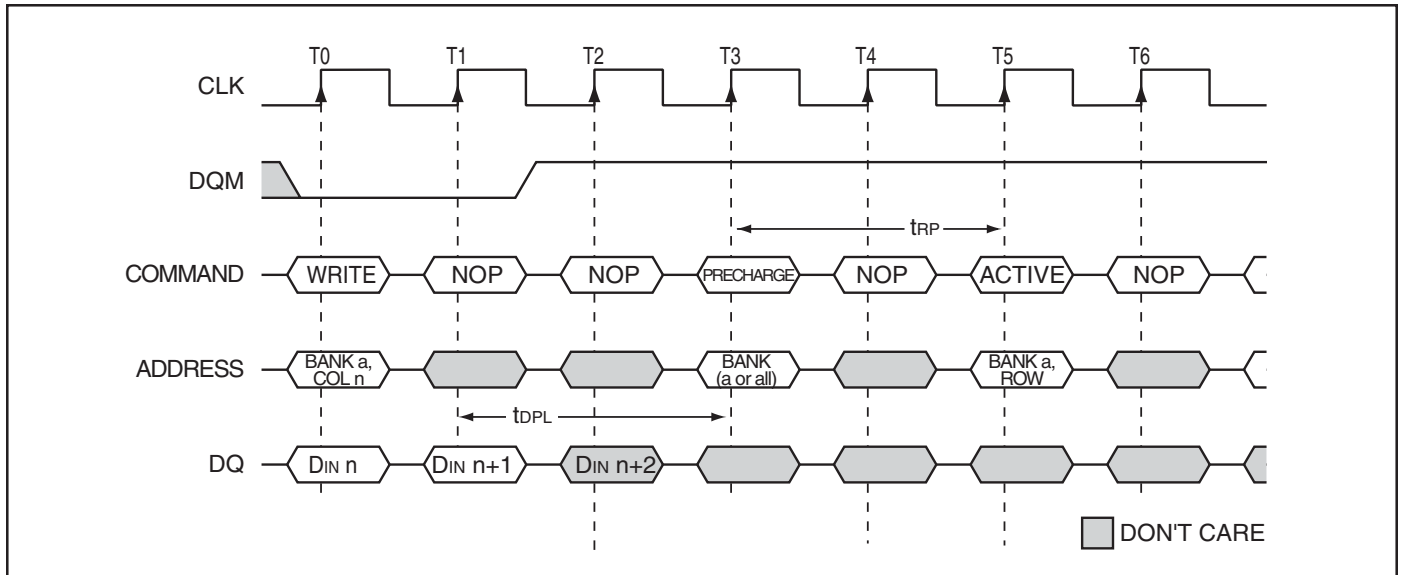 T0 T1 T2 T3 T4 T5 T6
CLK
DQM
tRP
COMMAND WRITE NOP NOP PRECHARGE NOP ACTIVE NOP
ADDRESS BANK a, COL n BANK (a or all) BANK a, ROW
tDPL
DQ DIN n DIN n+1 DIN n+2
DON'T CARE